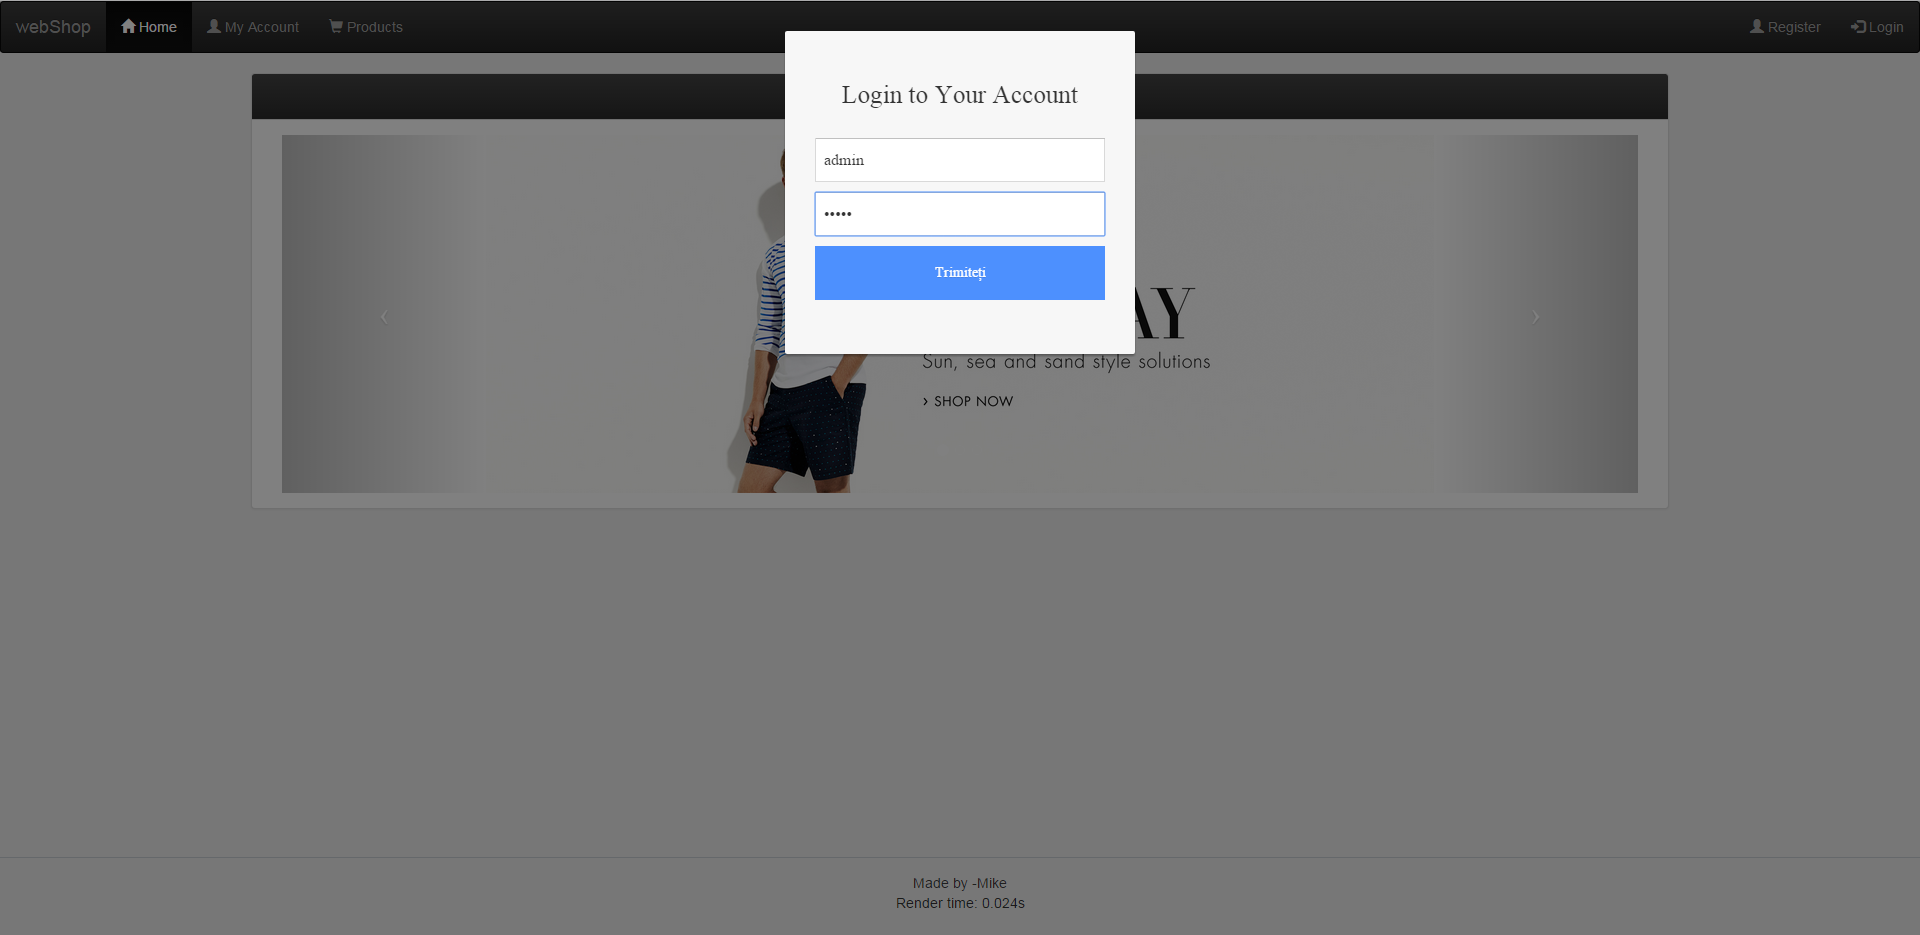 webShop
Home
My Account
Products
Register
Login
Login to Your Account
admin
•••••
Trimiteți
AY
Sun, sea and sand style solutions
› SHOP NOW
Made by -Mike
Render time: 0.024s